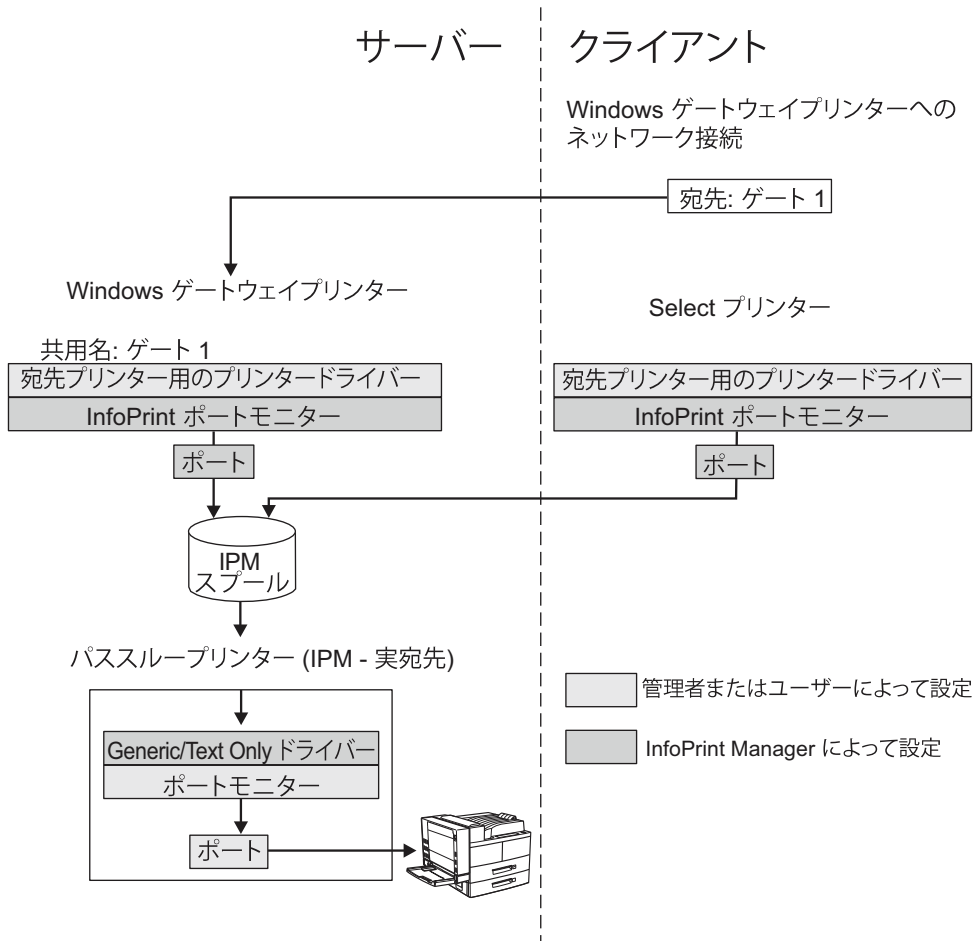 サーバー
クライアント
Windows ゲートウェイプリンターへの
ネットワーク接続
宛先: ゲート 1
Windows ゲートウェイプリンター
Select プリンター
共用名: ゲート 1
宛先プリンター用のプリンタードライバー
InfoPrint ポートモニター
ポート
宛先プリンター用のプリンタードライバー
InfoPrint ポートモニター
ポート
IPM
スプール
パススループリンター (IPM - 実宛先)
Generic/Text Only ドライバー
ポートモニター
ポート
管理者またはユーザーによって設定
InfoPrint Manager によって設定